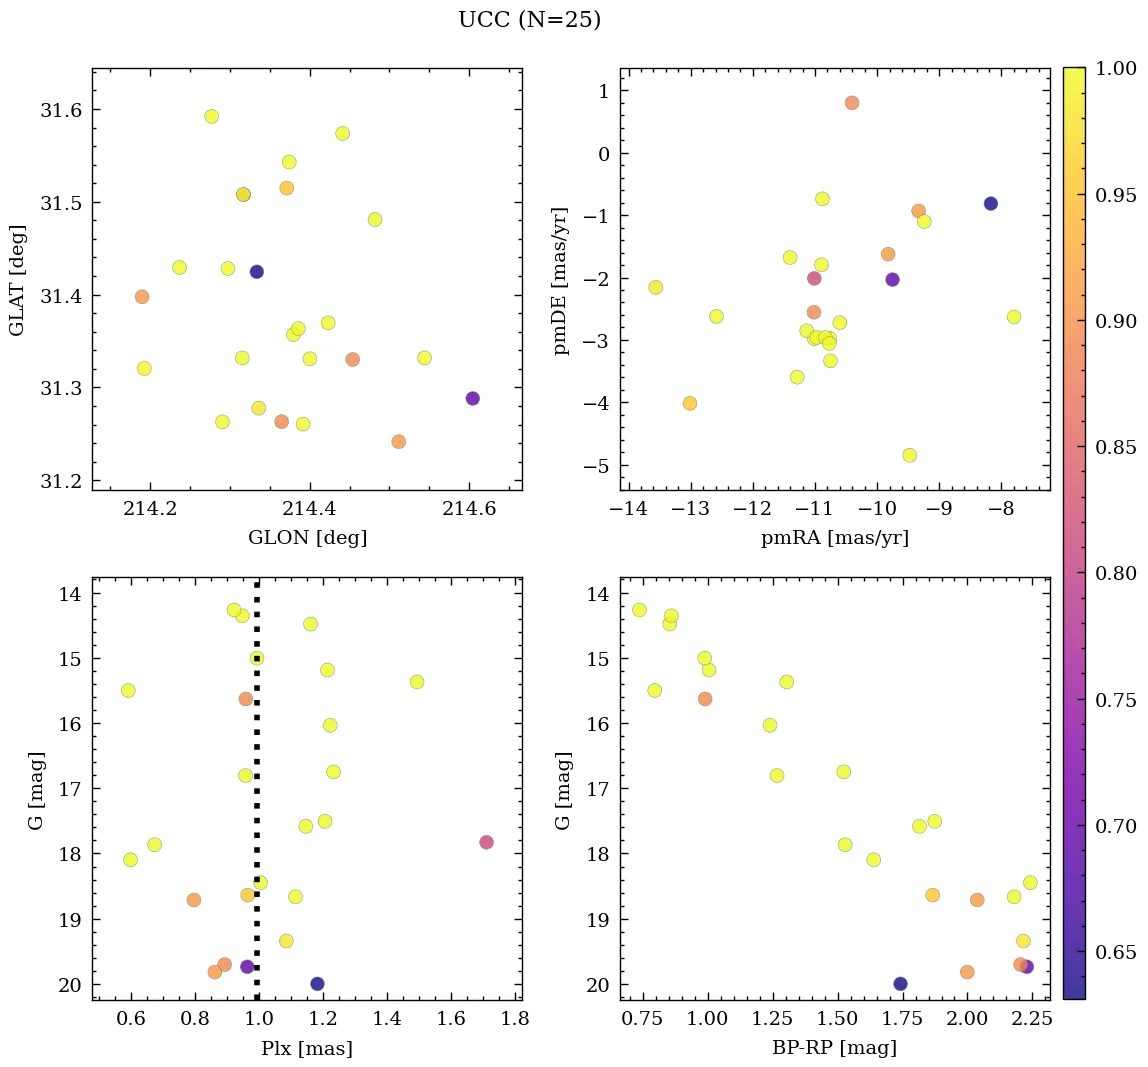 UCC (N=25)
31.6
31.5
31.4
31.3
31.2
GLAT [deg]
214.2 214.4 214.6
GLON [deg]
1
0
−1
−2
−3
−4
−5
pmDE [mas/yr]
−14 −13 −12 −11 −10 −9 −8
pmRA [mas/yr]
14
15
16
17
18
19
20
G [mag]
0.6 0.8 1.0 1.2 1.4 1.6 1.8
Plx [mas]
14
15
16
17
18
19
20
G [mag]
0.75 1.00 1.25 1.50 1.75 2.00 2.25
BP-RP [mag]
1.00
0.95
0.90
0.85
0.80
0.75
0.70
0.65